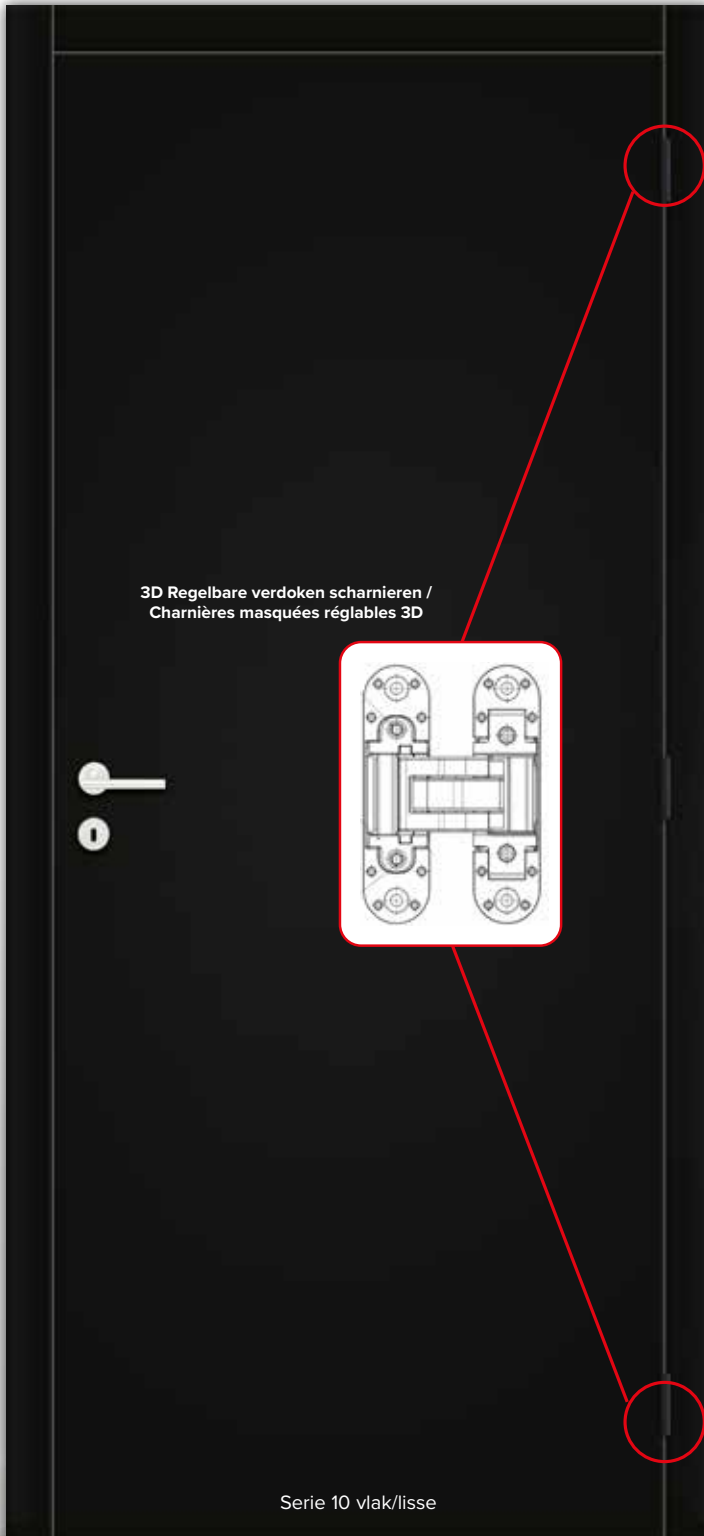 3D Regelbare verdoken scharnieren /
Charnières masquées réglables 3D
Serie 10 vlak/lisse